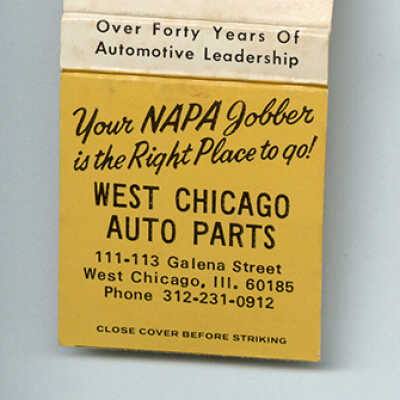 Over Forty Years Of
Automotive Leadership
Your NAPA Jobber
is the Right Place to go!
WEST CHICAGO
AUTO PARTS
111-113 Galena Street
West Chicago, Ill. 60185
Phone 312-231-0912
CLOSE COVER BEFORE STRIKING